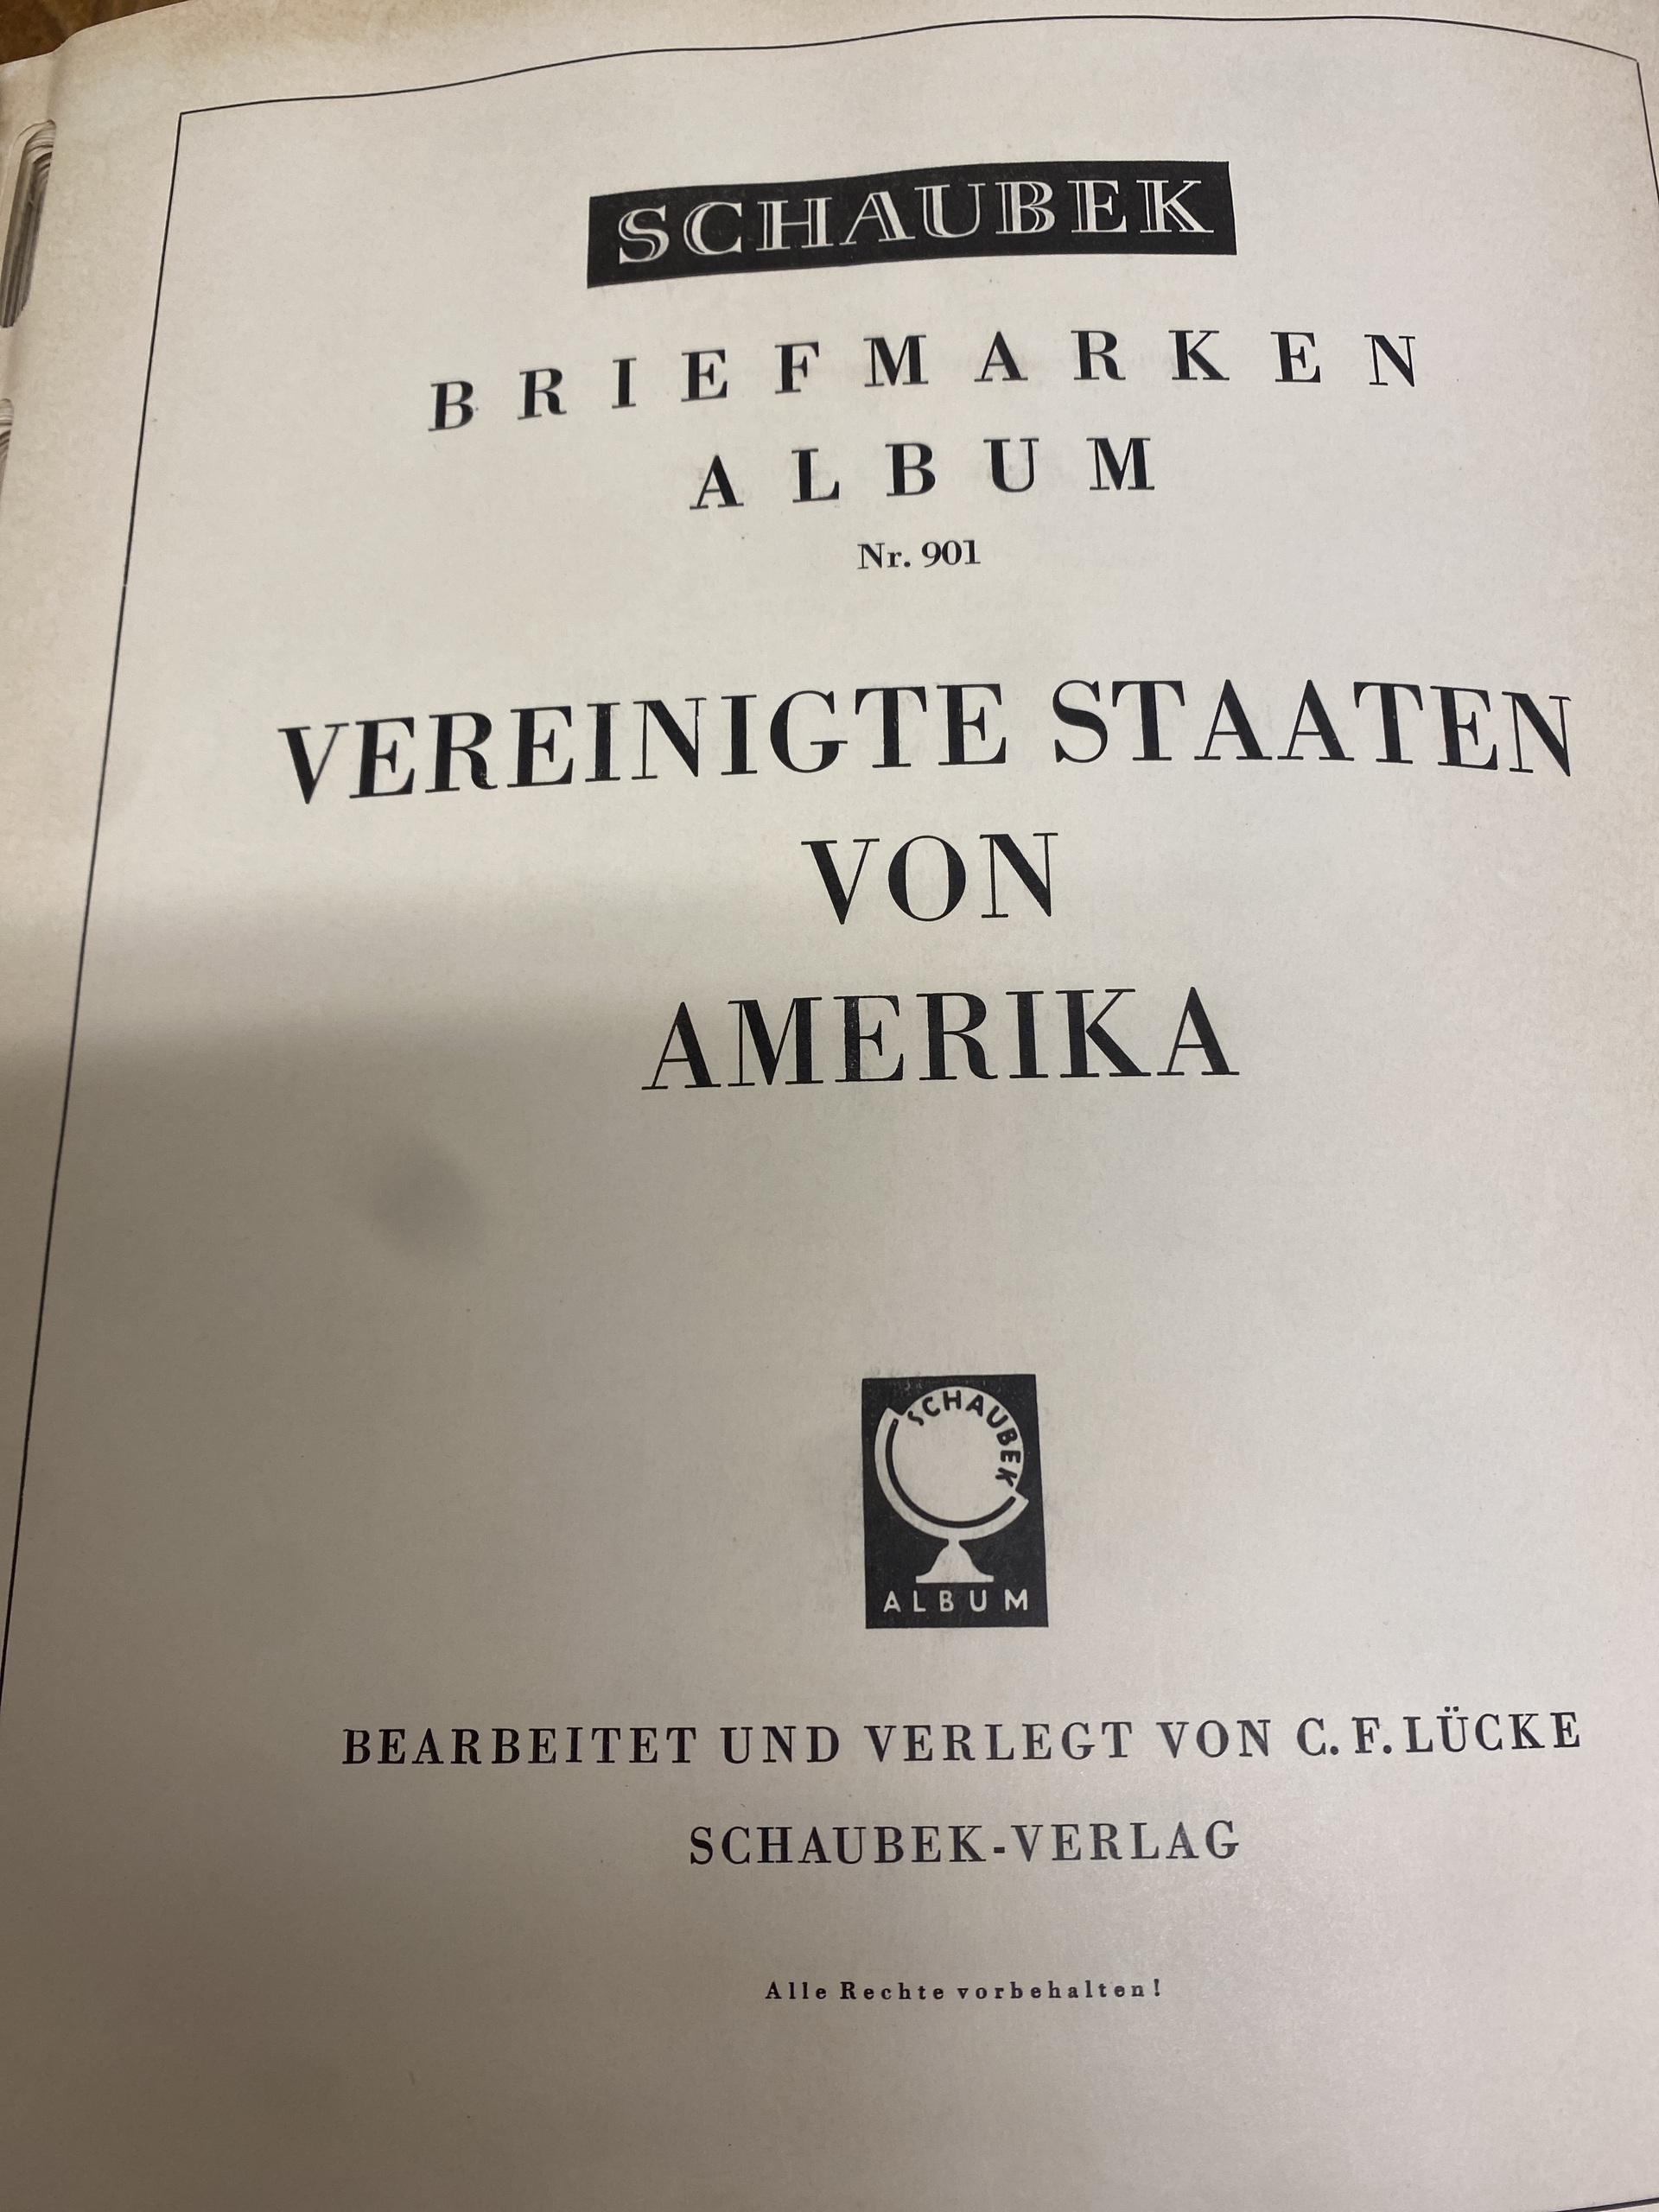 SCHAUBEK
BRIEFMARKEN
ALBUM
Nr. 901
VEREINIGTE STAATEN
VON
AMERIKA
SCHAUBEK
ALBUM
BEARBEITET UND VERLEGT VON C. F. LÜCKE
SCHAUBEK-VERLAG
Alle Rechte vorbehalten!